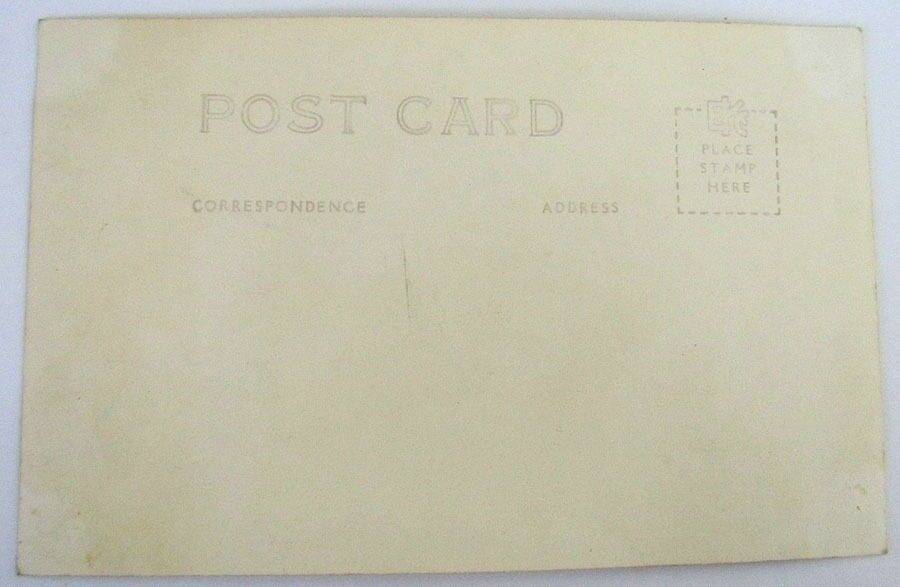 POST CARD
EKC
PLACE
STAMP
HERE
CORRESPONDENCE
ADDRESS